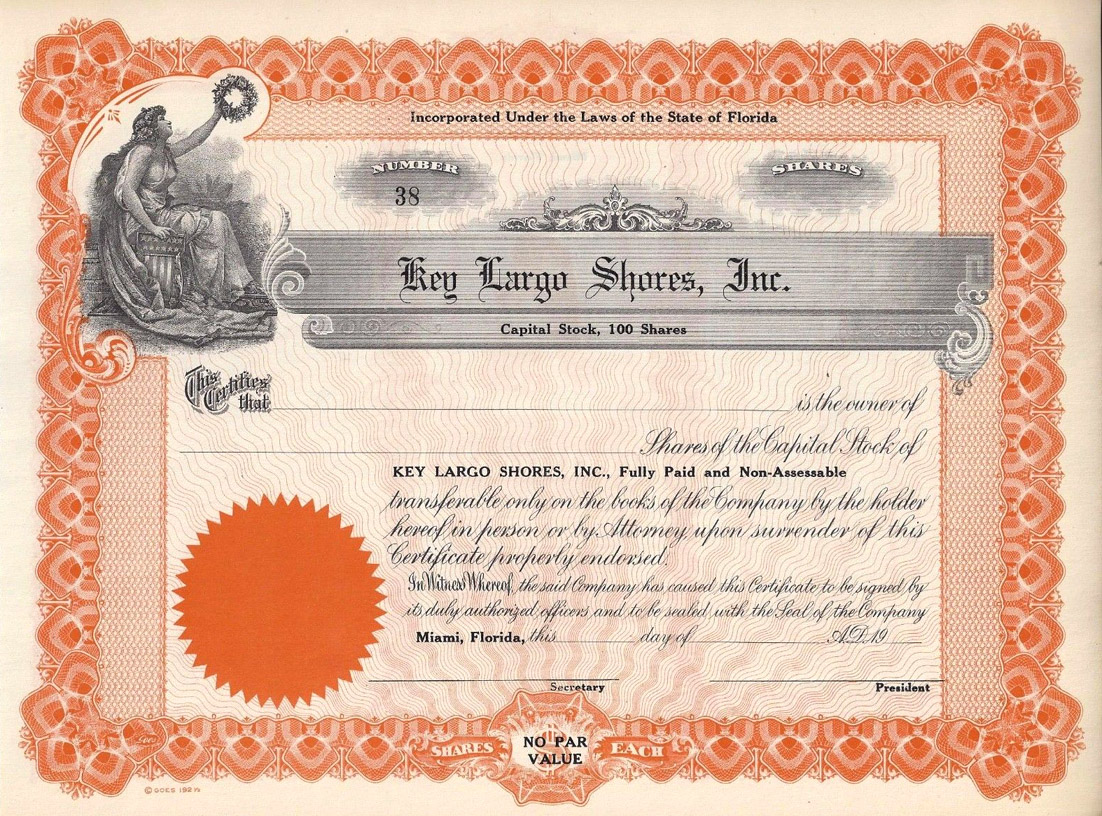 Incorporated Under the Laws of the State of Florida
NUMBER
SHARES
38
Key Largo Shores, Inc.
Capital Stock, 100 Shares
This Certifies that is the owner of
Shares of the Capital Stock of
KEY LARGO SHORES, INC., Fully Paid and Non-Assessable
transferable only on the books of the Company by the holder
hereof in person or by Attorney upon surrender of this
Certificate properly endorsed.
In Witness Whereof, the said Company has caused this Certificate to be signed by
its duly authorized officers and to be sealed with the Seal of the Company
Miami, Florida, this day of A.D. 19
Secretary
President
SHARES NO PAR VALUE EACH
© GOES